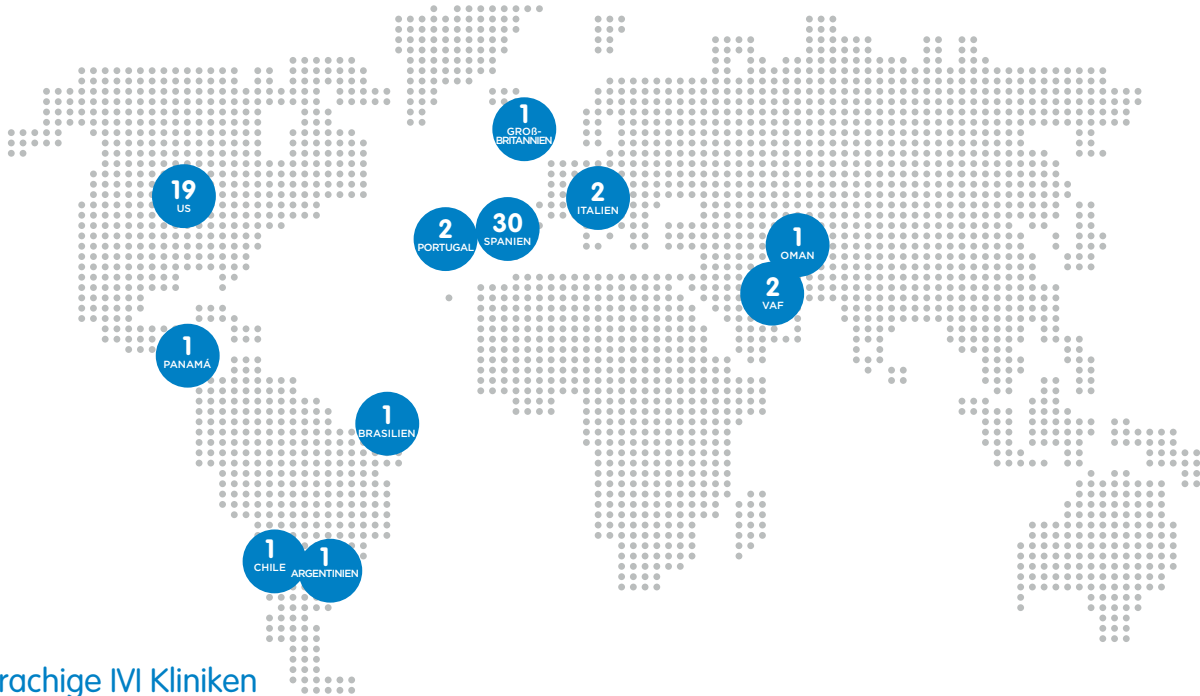 1
GROß-
BRITANNIEN
19
US
2
ITALIEN
2
PORTUGAL
30
SPANIEN
1
OMAN
2
VAF
1
PANAMÁ
1
BRASILIEN
1
CHILE
1
ARGENTINIEN
rachige IVI Kliniken